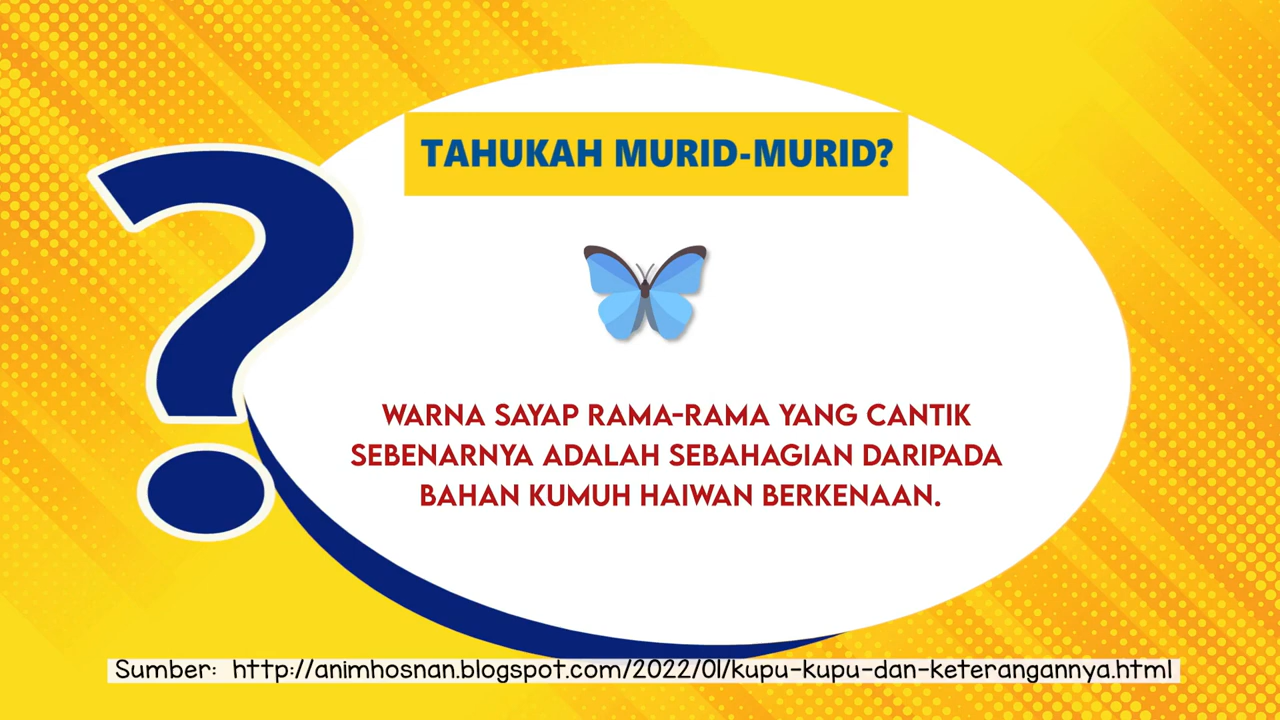 TAHUKAH MURID-MURID?
WARNA SAYAP RAMA-RAMA YANG CANTIK
SEBENARNYA ADALAH SEBAHAGIAN DARIPADA
BAHAN KUMUH HAIWAN BERKENAAN.
Sumber: http://animhosnan.blogspot.com/2022/01/kupu-kupu-dan-keterangannya.html